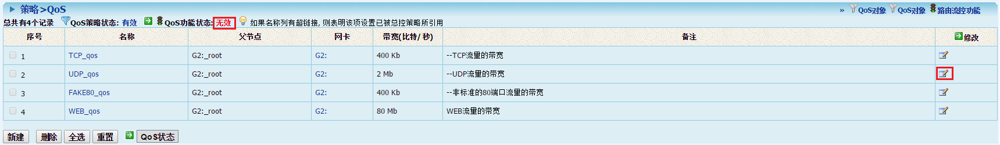 策略>QoS » QoS对象 QoS对象 路由流控功能
总共有4个记录 QoS策略状态: 有效 QoS功能状态:无效 如果名称列有超链接, 则表明该项设置已被总控策略所引用
序号 名称 父节点 网卡 带宽(比特/秒) 备注 修改
1 TCP_qos G2:_root G2: 400 Kb --TCP流量的带宽
2 UDP_qos G2:_root G2: 2 Mb --UDP流量的带宽
3 FAKE80_qos G2:_root G2: 400 Kb --非标准的80端口流量的带宽
4 WEB_qos G2:_root G2: 80 Mb WEB流量的带宽
新建 删除 全选 重置 QoS状态